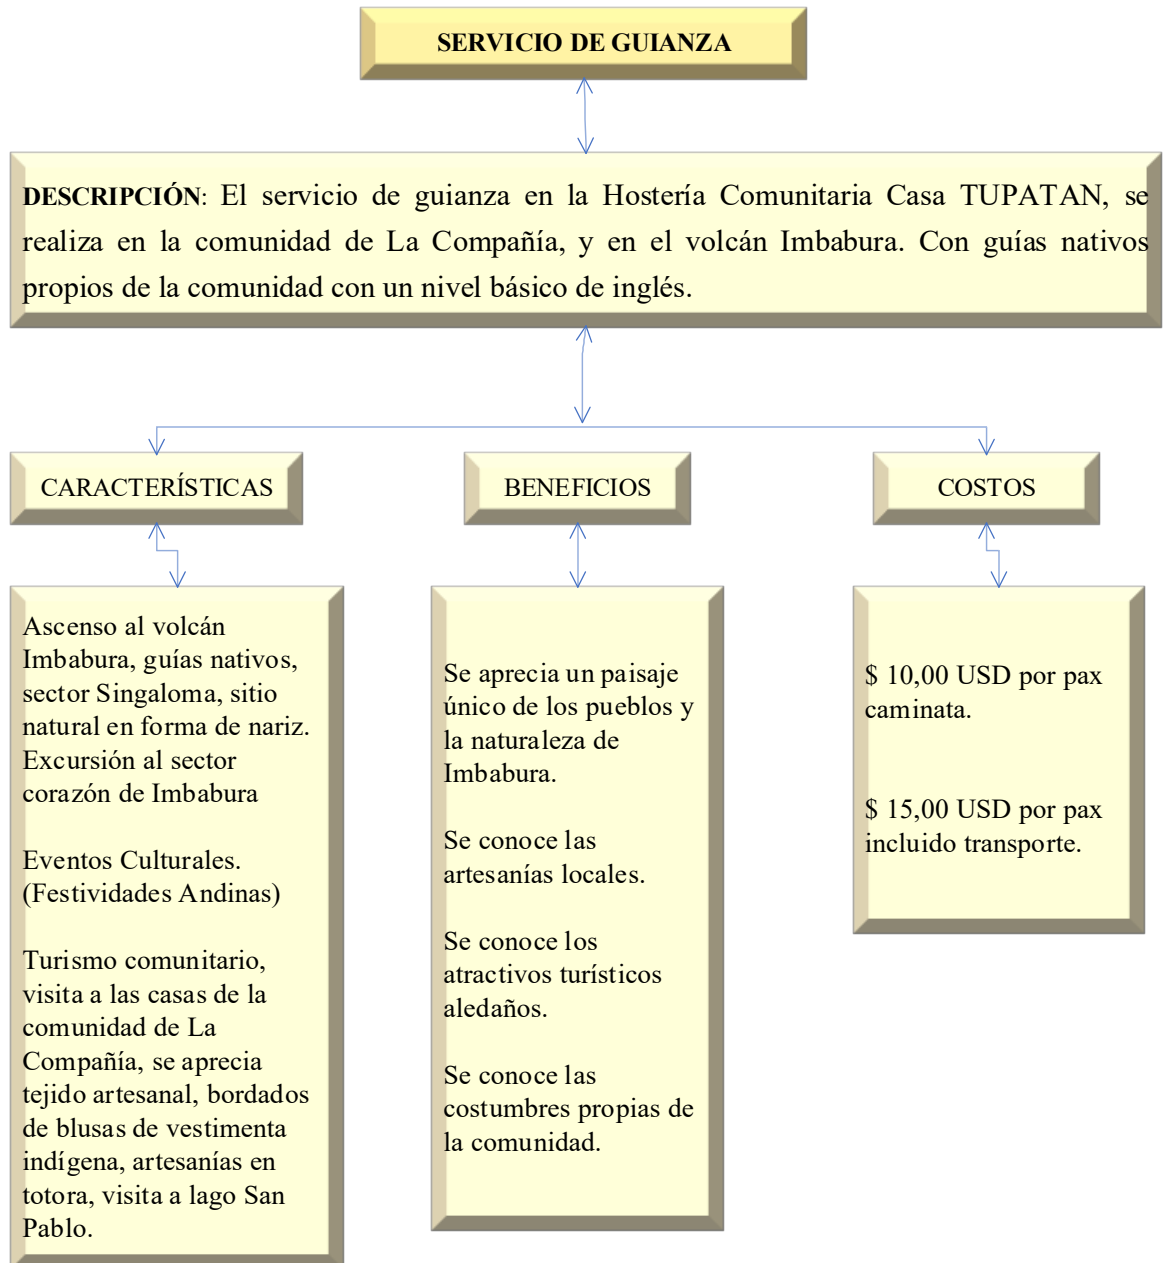 SERVICIO DE GUIANZA
DESCRIPCIÓN: El servicio de guianza en la Hostería Comunitaria Casa TUPATAN, se
realiza en la comunidad de La Compañía, y en el volcán Imbabura. Con guías nativos
propios de la comunidad con un nivel básico de inglés.
CARACTERÍSTICAS
BENEFICIOS
COSTOS
Ascenso al volcán
Imbabura, guías nativos,
sector Singaloma, sitio
natural en forma de nariz.
Excursión al sector
corazón de Imbabura
Eventos Culturales.
(Festividades Andinas)
Turismo comunitario,
visita a las casas de la
comunidad de La
Compañía, se aprecia
tejido artesanal, bordados
de blusas de vestimenta
indígena, artesanías en
totora, visita a lago San
Pablo.
Se aprecia un paisaje
único de los pueblos y
la naturaleza de
Imbabura.
Se conoce las
artesanías locales.
Se conoce los
atractivos turísticos
aledaños.
Se conoce las
costumbres propias de
la comunidad.
$ 10,00 USD por pax
caminata.
$ 15,00 USD por pax
incluido transporte.